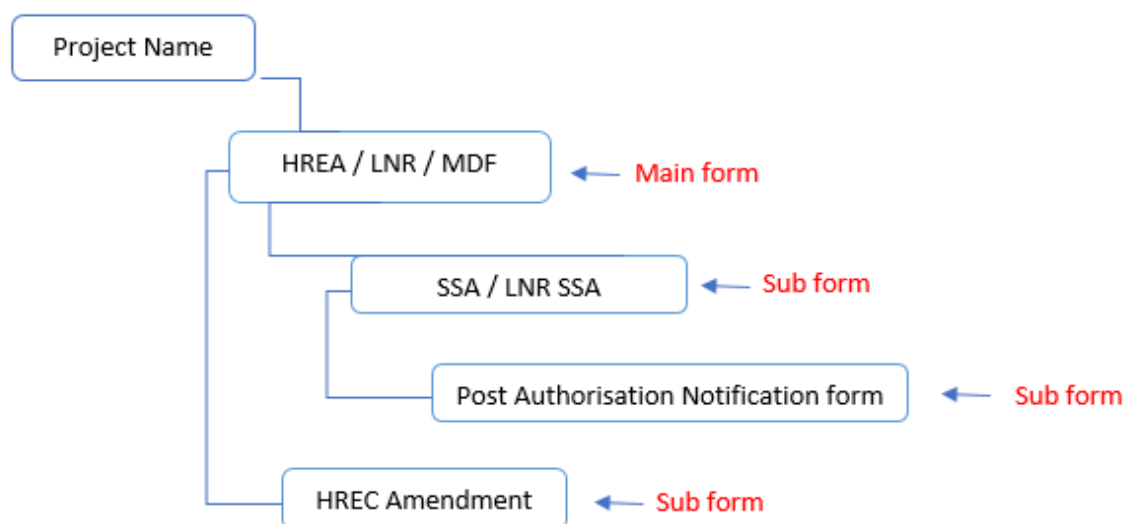 Project Name
HREA / LNR / MDF
Main form
SSA / LNR SSA
Sub form
Post Authorisation Notification form
Sub form
HREC Amendment
Sub form